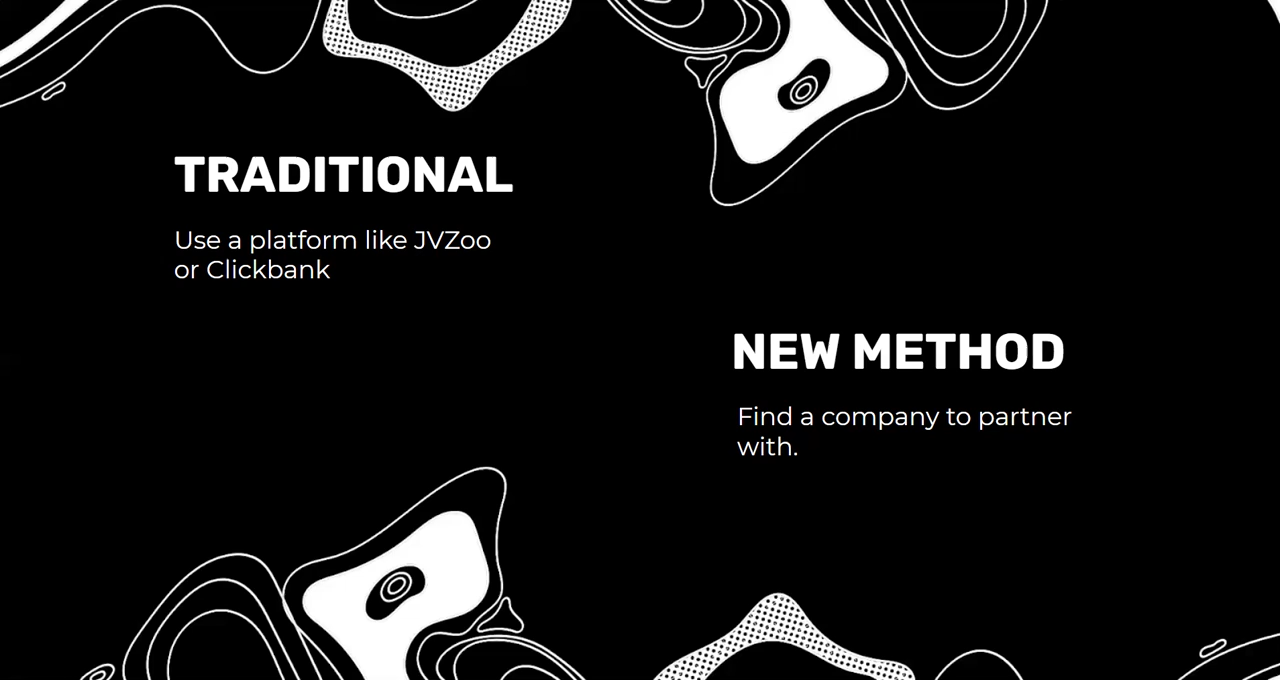 TRADITIONAL
Use a platform like JVZoo
or Clickbank
NEW METHOD
Find a company to partner
with.